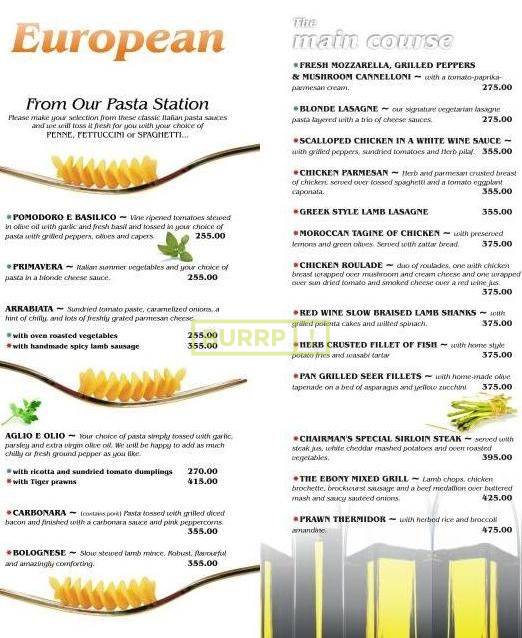 European
From Our Pasta Station
Please make your selection from these classic Italian pasta sauces
and we will toss it fresh for you with your choice of
PENNE, FETTUCCINI or SPAGHETTI...
*POMODORO E BASILICO ~ Vine ripened tomatoes stewed
in olive oil with garlic and fresh basil and tossed in your choice of
pasta with grilled peppers, olives and capers. 255.00
*PRIMAVERA ~ Italian summer vegetables and your choice of
pasta in a blonde cheese sauce. 255.00
ARRABIATA ~ Sundried tomato paste, caramelized onions, a
hint of chilly, and lots of freshly grated parmesan cheese.
*with oven roasted vegetables 255.00
*with handmade spicy lamb sausage 355.00
AGLIO E OLIO ~ Your choice of pasta simply tossed with garlic,
parsley and extra virgin olive oil. We will be happy to add as much
chilly or fresh ground pepper as you like.
*with ricotta and sundried tomato dumplings 270.00
*with Tiger prawns 415.00
*CARBONARA ~ (contains pork) Pasta tossed with grilled diced
bacon and finished with a carbonara sauce and pink peppercorns.
355.00
*BOLOGNESE ~ Slow stewed lamb mince. Robust, flavourful
and amazingly comforting. 355.00
The
main course
*FRESH MOZZARELLA, GRILLED PEPPERS
& MUSHROOM CANNELLONI ~ with a tomato-paprika-
parmesan cream. 275.00
*BLONDE LASAGNE ~ our signature vegetarian lasagne
pasta layered with a trio of cheese sauces. 275.00
*SCALLOPED CHICKEN IN A WHITE WINE SAUCE ~
with grilled peppers, sundried tomatoes and Herb pilaf. 355.00
*CHICKEN PARMESAN ~ Herb and parmesan crusted breast
of chicken, served over tossed spaghetti and a tomato eggplant
caponata. 355.00
*GREEK STYLE LAMB LASAGNE 355.00
*MOROCCAN TAGINE OF CHICKEN ~ with preserved
lemons and green olives. Served with zattar bread. 375.00
*CHICKEN ROULADE ~ duo of roulades, one with chicken
breast wrapped over mushroom and cream cheese and one wrapped
over sun dried tomato and smoked cheese over a red wine jus.
375.00
*RED WINE SLOW BRAISED LAMB SHANKS ~ with
grilled polenta cakes and wilted spinach. 375.00
*HERB CRUSTED FILLET OF FISH ~ with home style
potato fries and wasabi tartar 375.00
*PAN GRILLED SEER FILLETS ~ with home-made olive
tapenade on a bed of asparagus and yellow zucchini 375.00
*CHAIRMAN'S SPECIAL SIRLOIN STEAK ~ served with
steak jus, white cheddar mashed potatoes and oven roasted
vegetables. 395.00
*THE EBONY MIXED GRILL ~ Lamb chops, chicken
brochette, brockwurst sausage and a beef medallion over buttered
mash and saucy sautéed onions. 425.00
*PRAWN THERMIDOR ~ with herbed rice and broccoli
amandine. 475.00